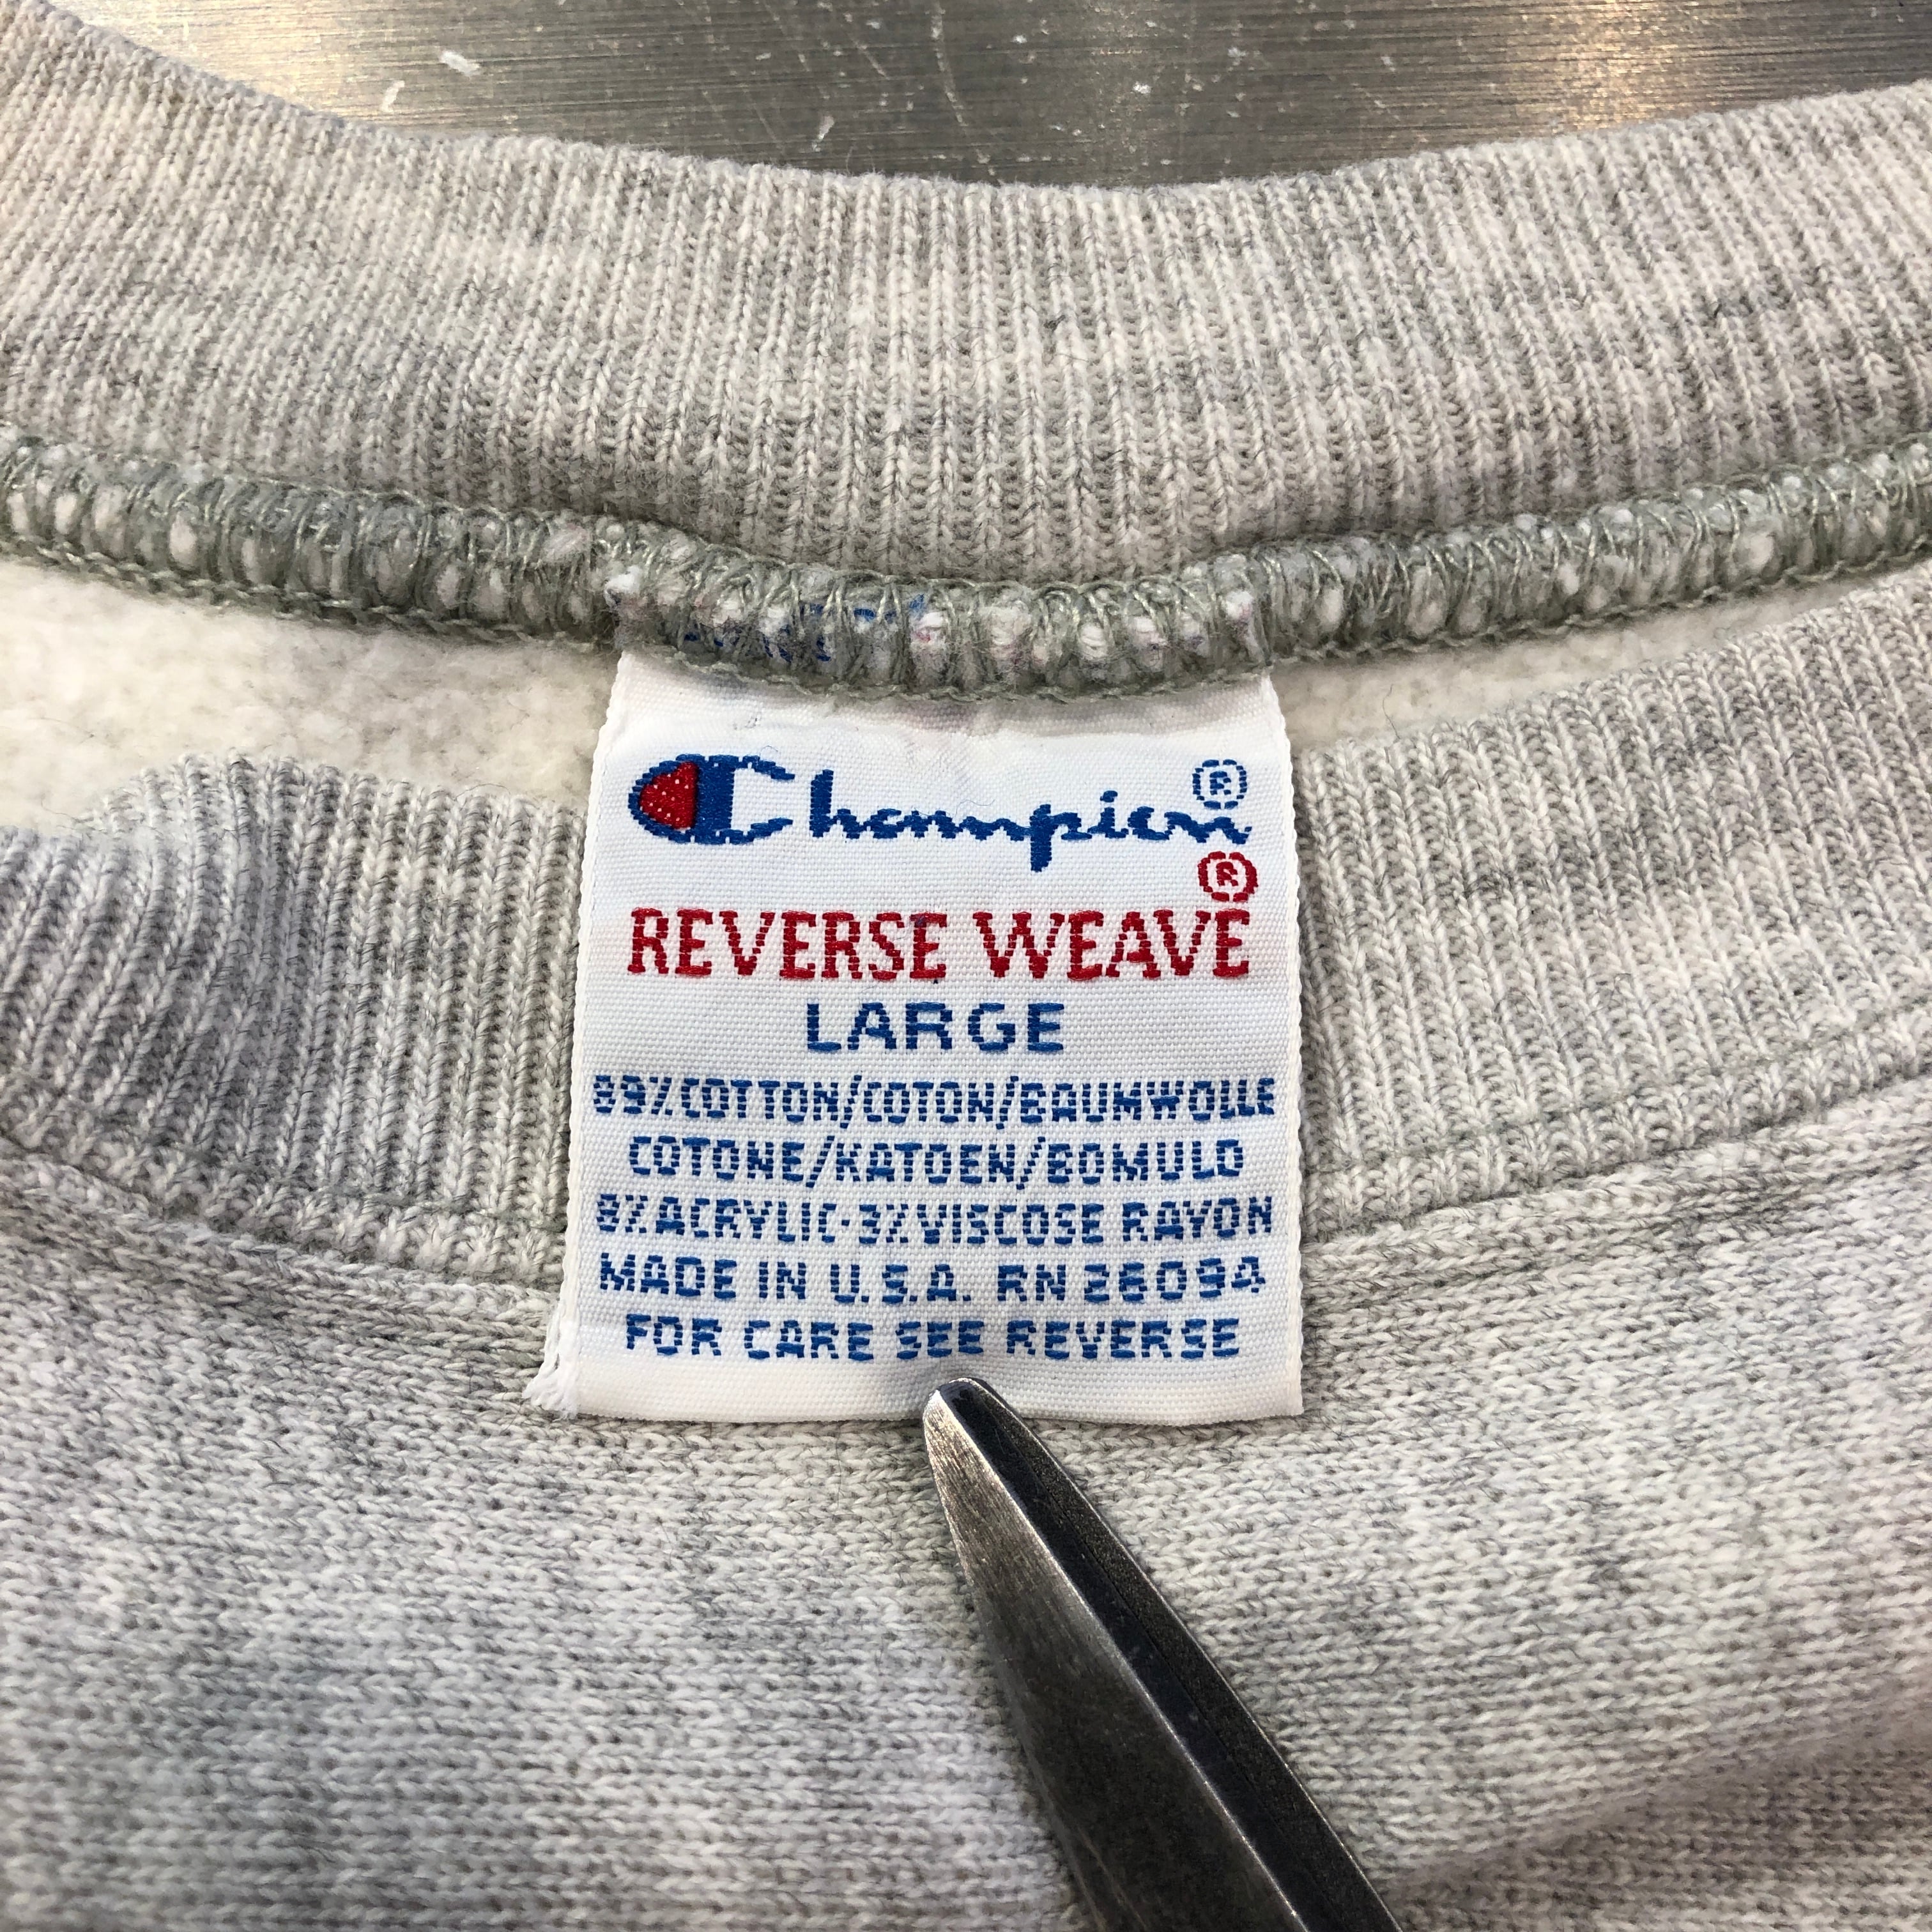 Champion®
®
REVERSE WEAVE
LARGE
89% COTTON/COTON/BAUMWOLLE
COTONE/KATOEN/BOMULD
8% ACRYLIC-3% VISCOSE RAYON
MADE IN U.S.A. RN 26094
FOR CARE SEE REVERSE